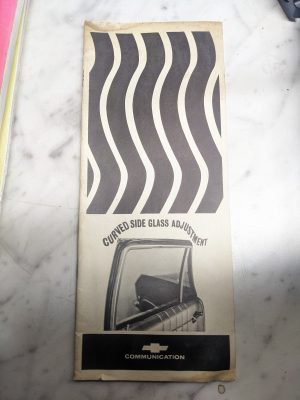 CURVED SIDE GLASS ADJUSTMENT
COMMUNICATION